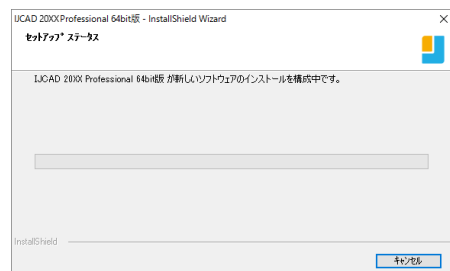 IJCAD 20XX Professional 64bit版 - InstallShield Wizard
セットアップ ステータス
IJCAD 20XX Professional 64bit版 が新しいソフトウェアのインストールを構成中です。
InstallShield
キャンセル